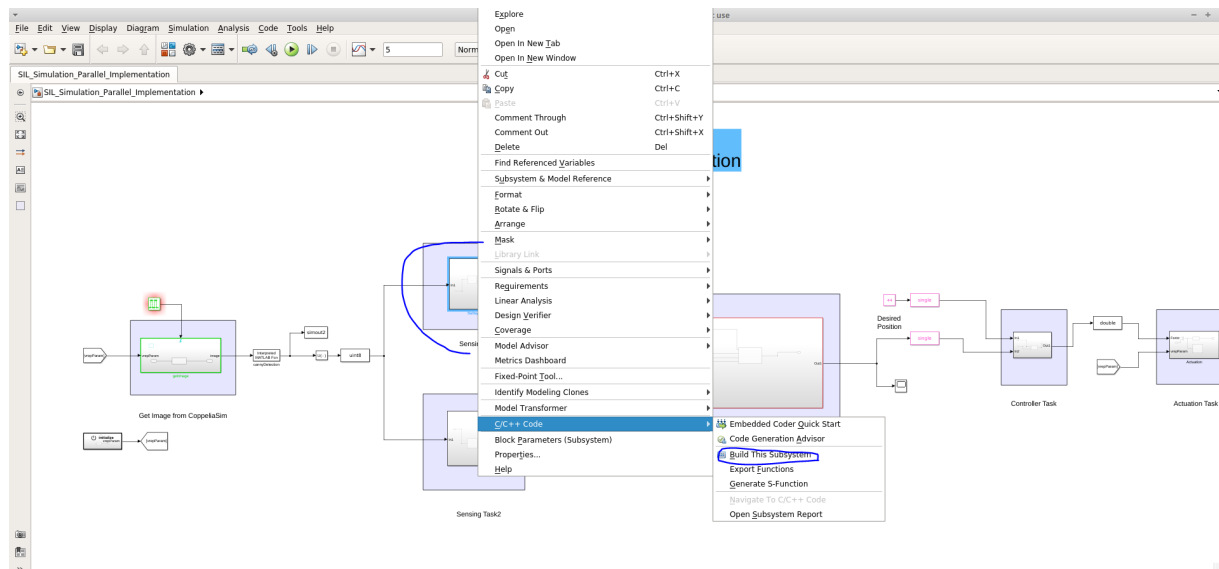 t use
File Edit View Display Diagram Simulation Analysis Code Tools Help
5
Norm
SIL_Simulation_Parallel_Implementation
SIL_Simulation_Parallel_Implementation
Explore
Open
Open In New Tab
Open In New Window
Cut Ctrl+X
Copy Ctrl+C
Paste Ctrl+V
Comment Through Ctrl+Shift+Y
Comment Out Ctrl+Shift+X
Delete Del
Find Referenced Variables
Subsystem & Model Reference
Format
Rotate & Flip
Arrange
Mask
Library Link
Signals & Ports
Requirements
Linear Analysis
Design Verifier
Coverage
Model Advisor
Metrics Dashboard
Fixed-Point Tool...
Identify Modeling Clones
Model Transformer
C/C++ Code
Block Parameters (Subsystem)
Properties...
Help
Embedded Coder Quick Start
Code Generation Advisor
Build This Subsystem
Export Functions
Generate S-Function
Navigate To C/C++ Code
Open Subsystem Report
tion
simout2
uint8
Get Image from CoppeliaSim
Sensin
In1
Sensing Task2
Desired
Position
single
single
double
Controller Task
Actuation
Actuation Task